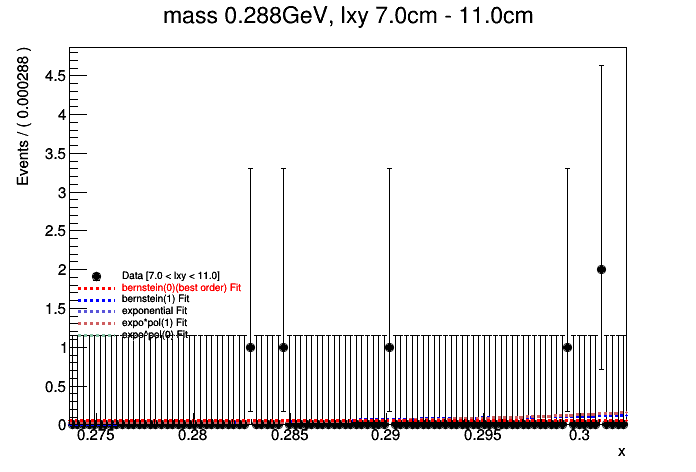 mass 0.288GeV, lxy 7.0cm - 11.0cm
Events / ( 0.000288 )
4.5
4
3.5
3
2.5
2
1.5
1
0.5
0
Data [7.0 < lxy < 11.0]
bernstein(0)(best order) Fit
bernstein(1) Fit
exponential Fit
expo*pol(1) Fit
expo*pol(0) Fit
0.275 0.28 0.285 0.29 0.295 0.3
x